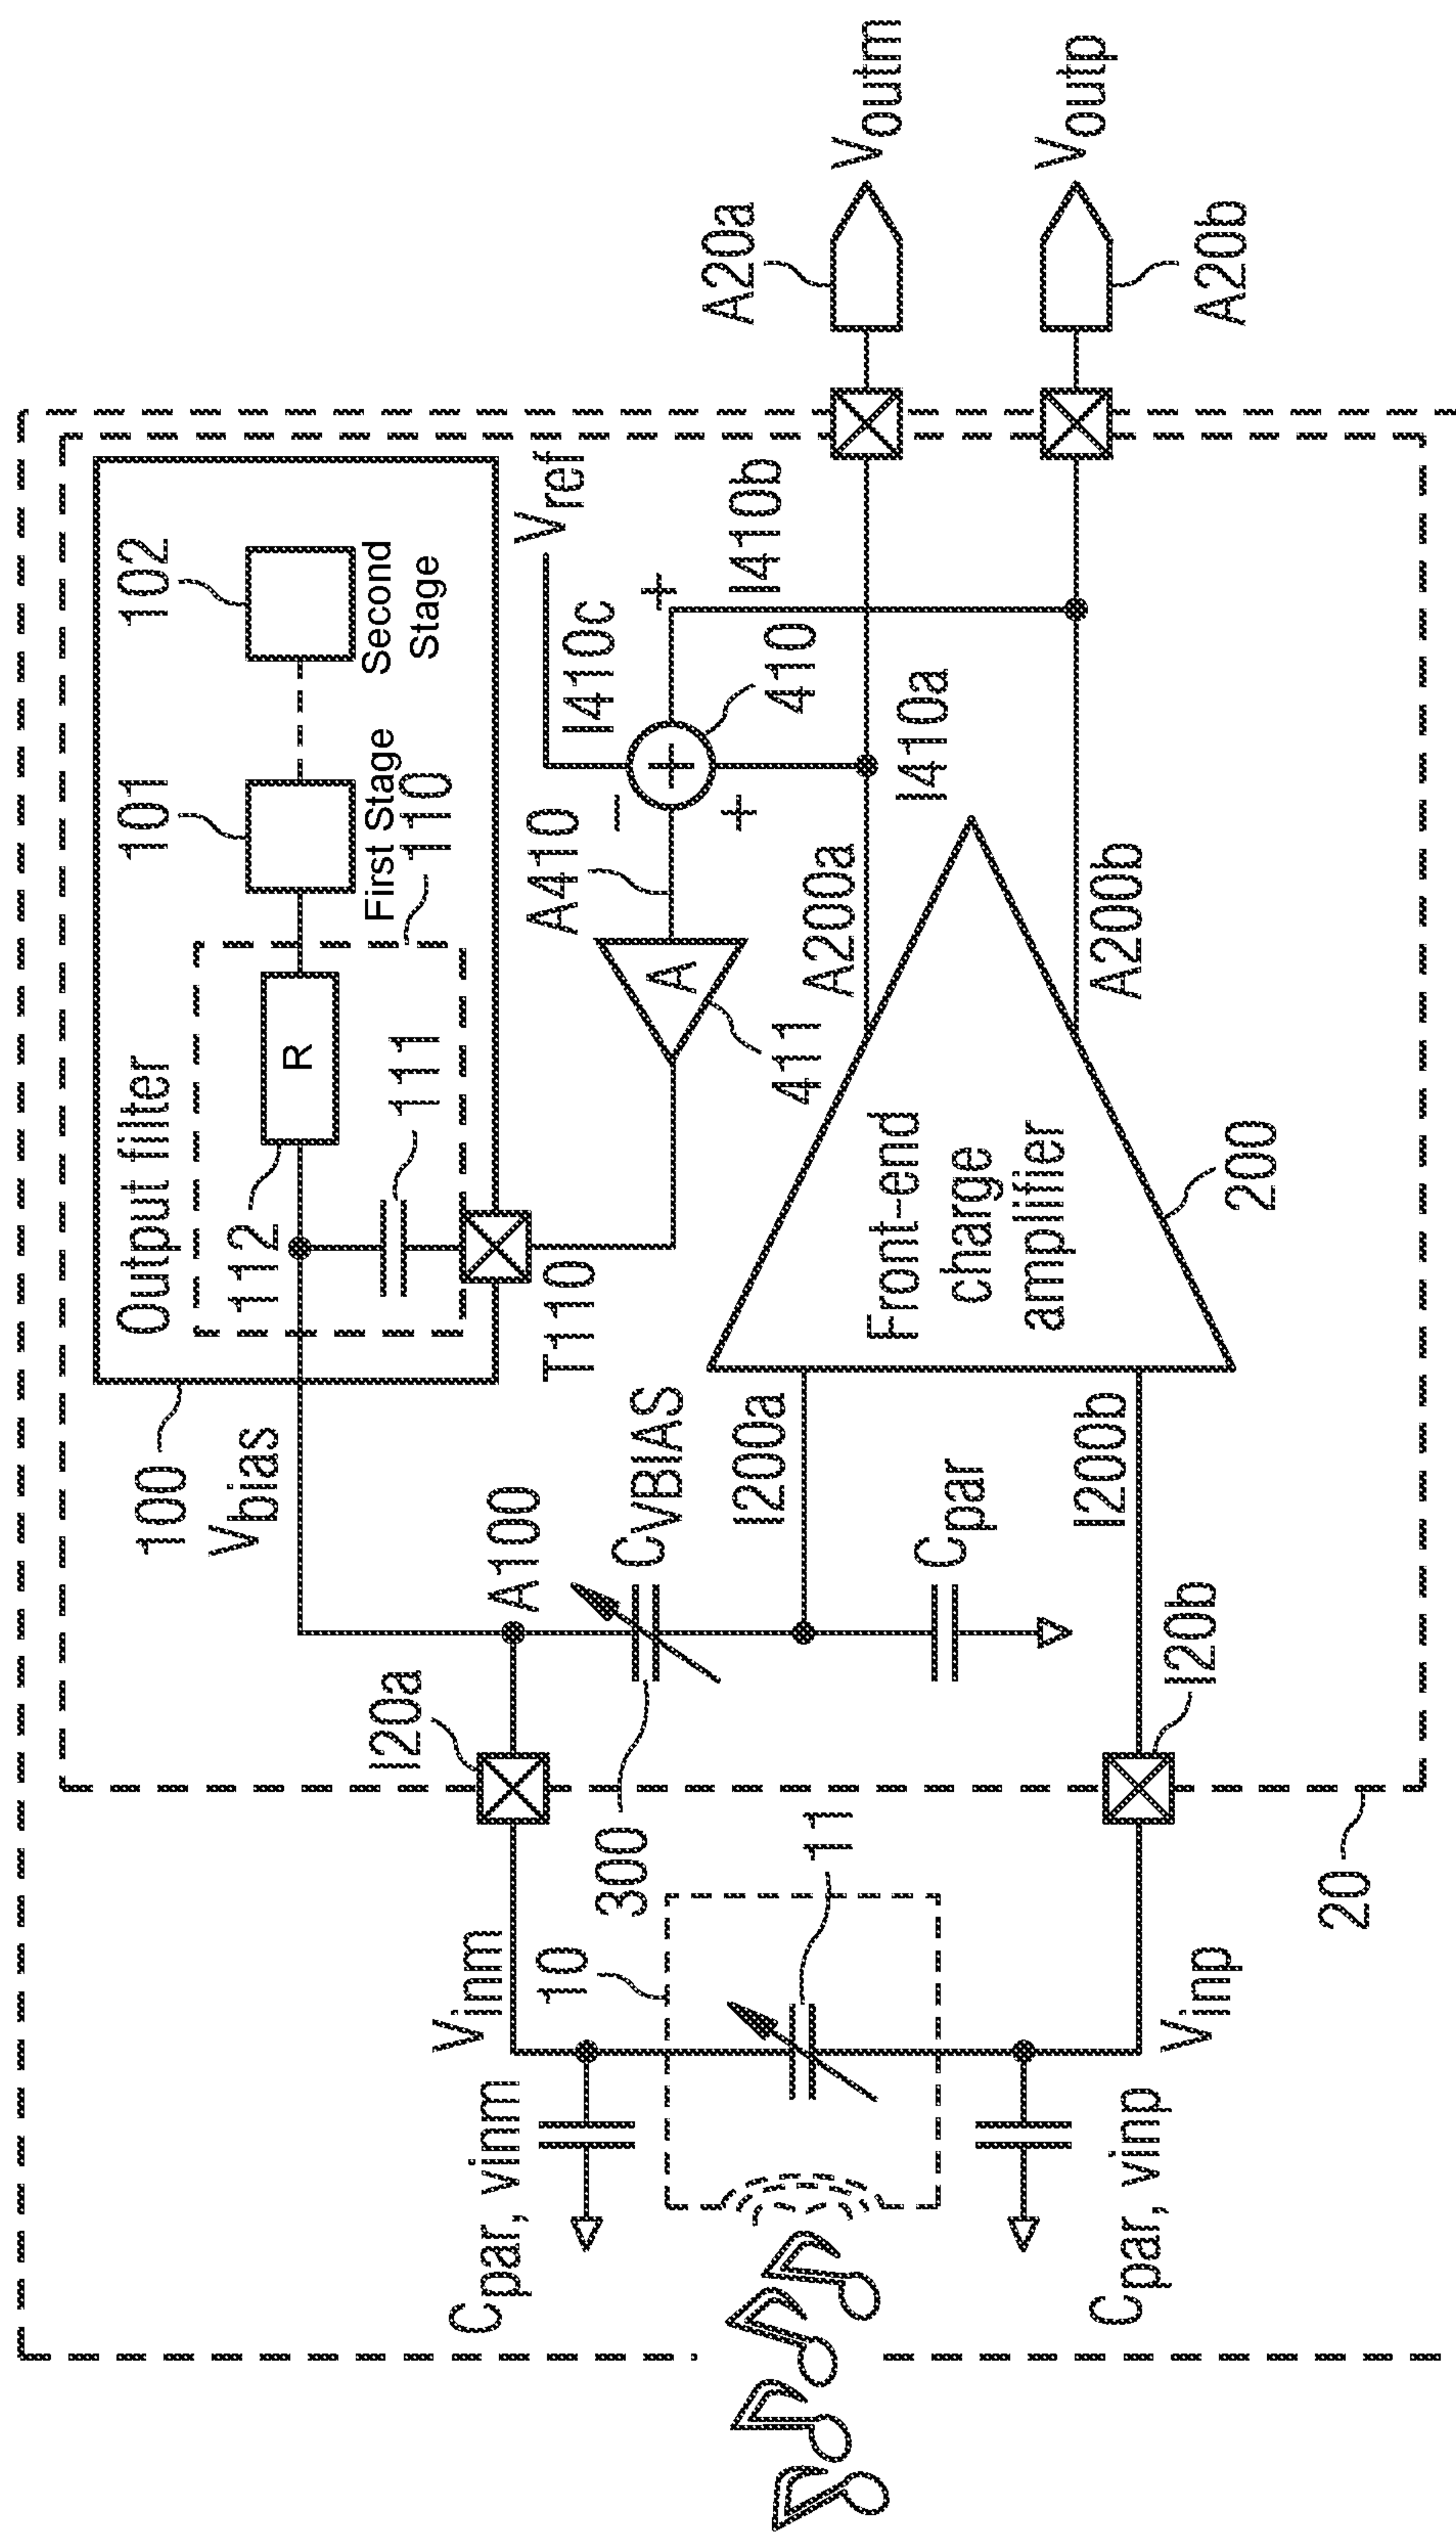 Output filter
112
R
111
110
101
First Stage
102
Second
Stage
100
Vbias
T110
Vref
I410c
+
I410b
−
+
410
A410
A
411
I410a
A20a
Voutm
A20b
Voutp
A100
I20a
CVBIAS
300
I200a
Cpar
I200b
I20b
Front-end
charge
amplifier
200
A200a
A200b
Vinm
Cpar, vinm
10
11
Vinp
Cpar, vinp
20